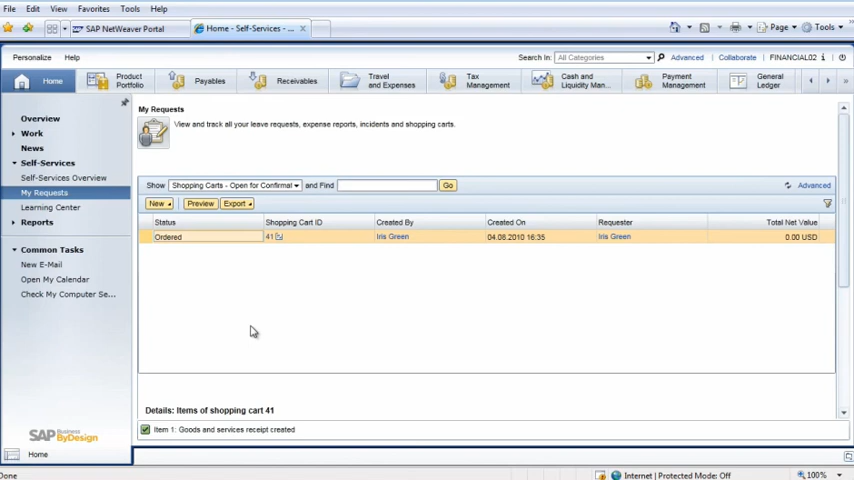 File Edit View Favorites Tools Help
SAP NetWeaver Portal Home - Self-Services - ... Page Tools
Personalize Help Search In: All Categories Advanced Collaborate FINANCIAL02
Home Product Portfolio Payables Receivables Travel and Expenses Tax Management Cash and Liquidity Man... Payment Management General Ledger
Overview
Work
News
Self-Services
Self-Services Overview
My Requests
Learning Center
Reports
Common Tasks
New E-Mail
Open My Calendar
Check My Computer Se...
My Requests
View and track all your leave requests, expense reports, incidents and shopping carts.
Show Shopping Carts - Open for Confirmat and Find Go Advanced
New Preview Export
Status Shopping Cart ID Created By Created On Requester Total Net Value
Ordered 41 Iris Green 04.08.2010 16:35 Iris Green 0.00 USD
Details: Items of shopping cart 41
Item 1: Goods and services receipt created
SAP Business ByDesign
Home
Done Internet | Protected Mode: Off 100%